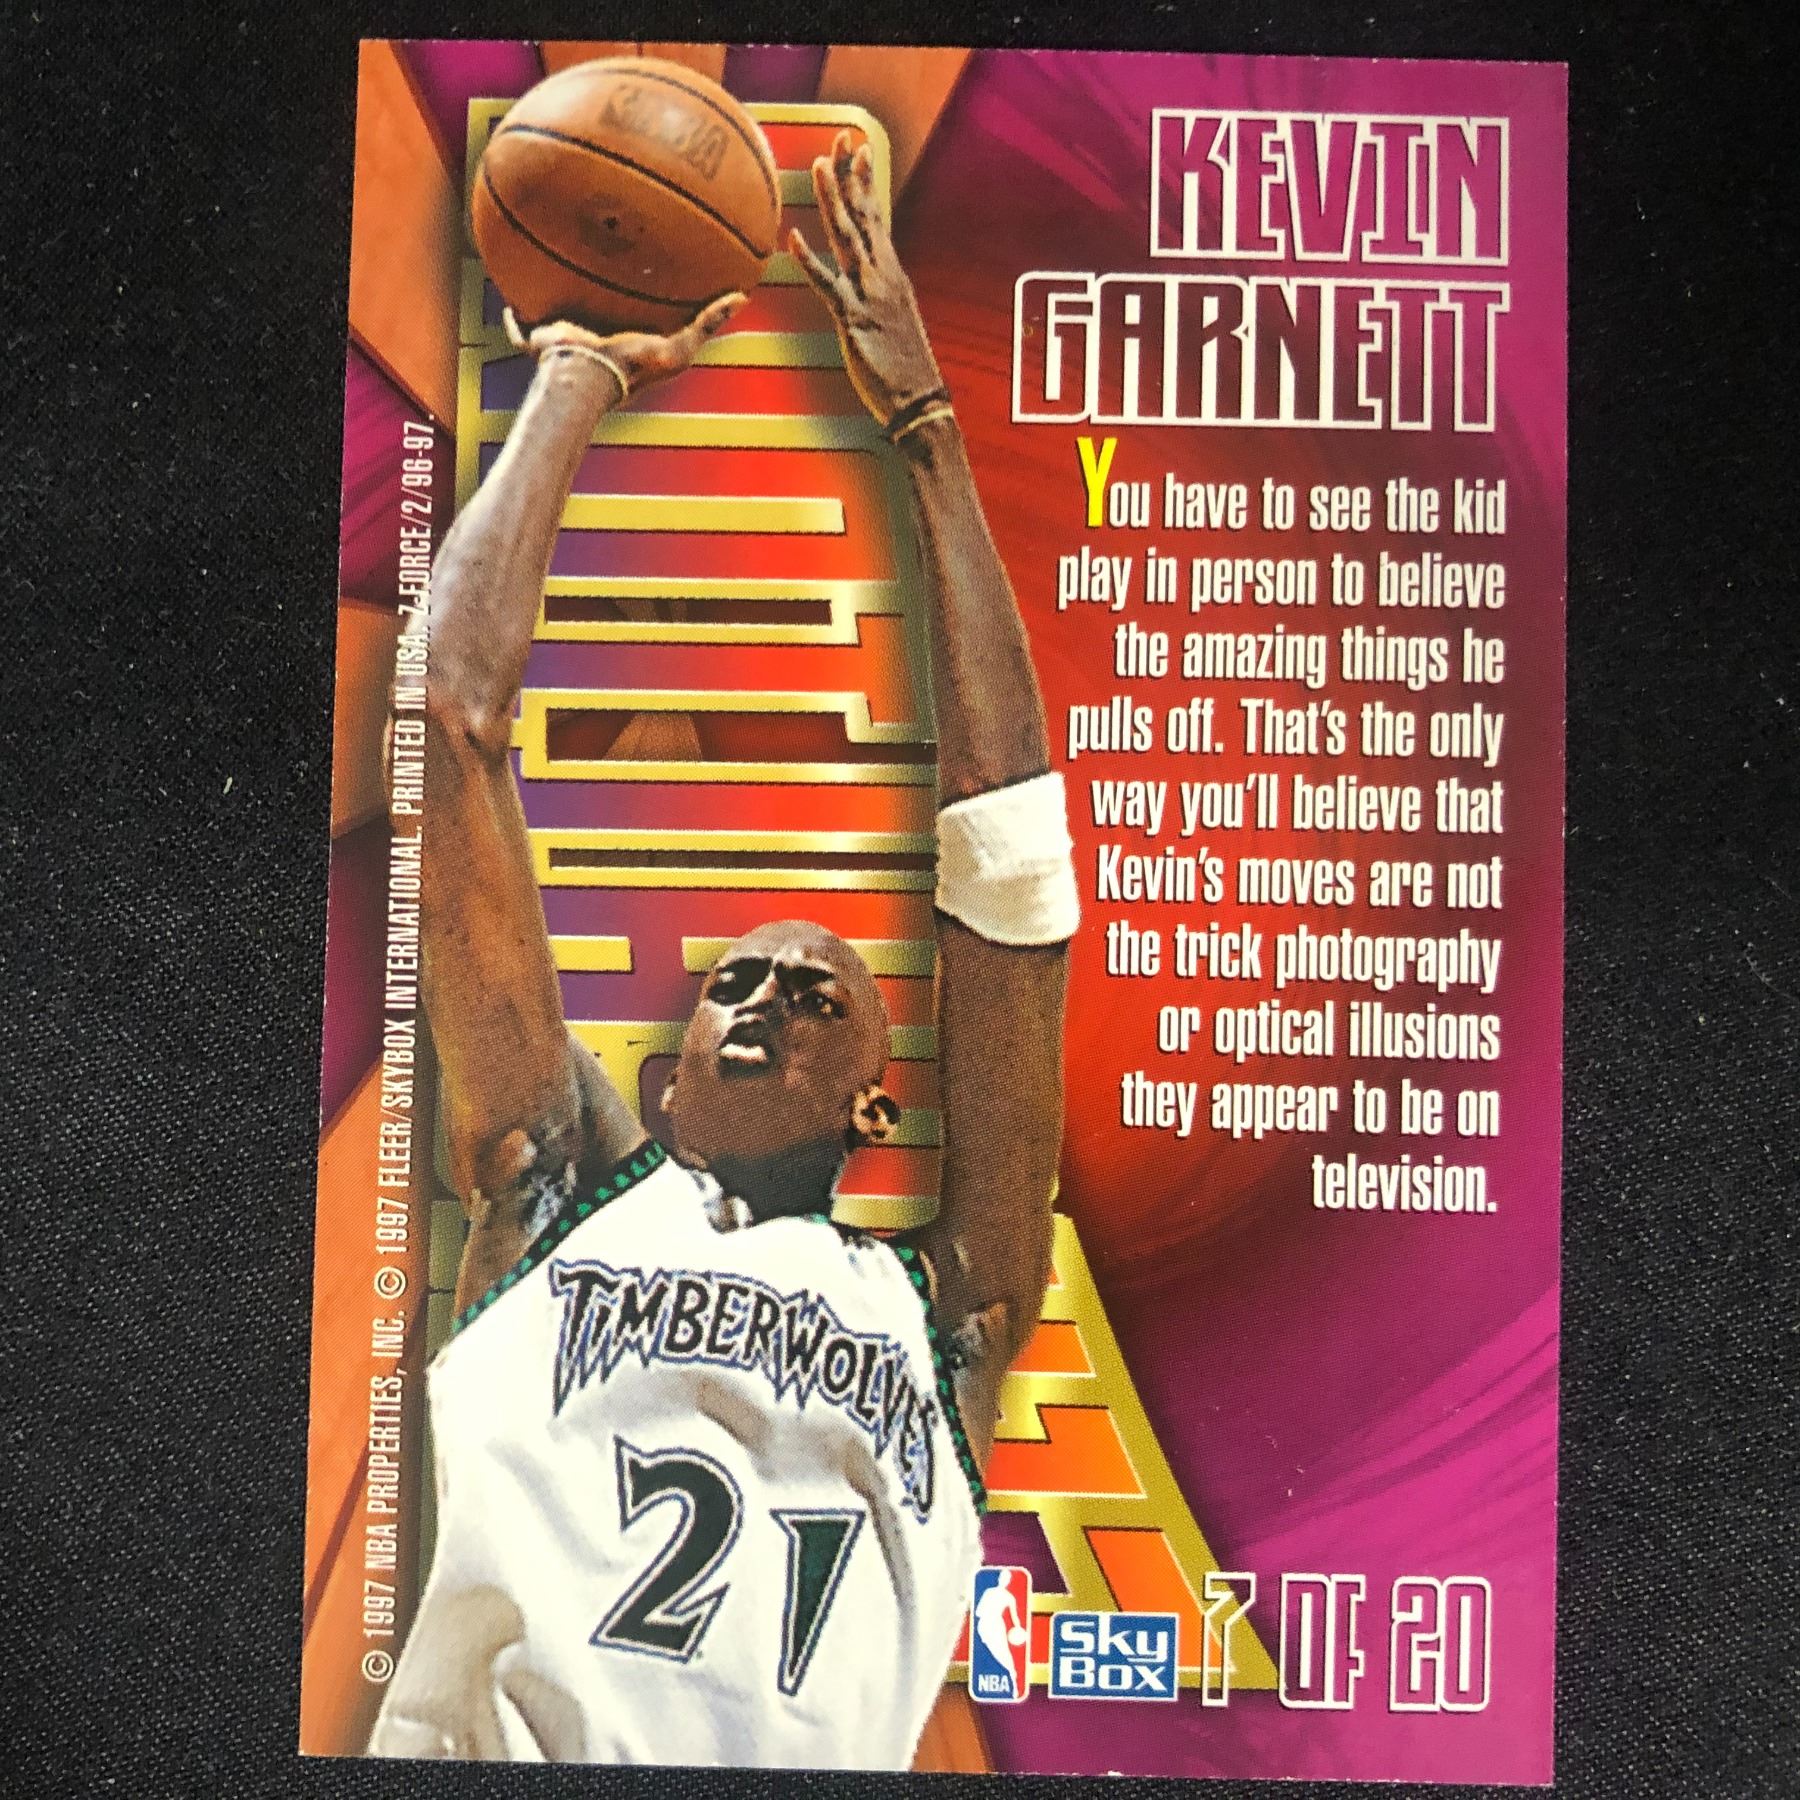 KEVIN
GARNETT
You have to see the kid
play in person to believe
the amazing things he
pulls off. That's the only
way you'll believe that
Kevin's moves are not
the trick photography
or optical illusions
they appear to be on
television.
TIMBERWOLVES
21
NBA
SkyBox
7 OF 20
© 1997 NBA PROPERTIES, INC. © 1997 FLEER/SKYBOX INTERNATIONAL. PRINTED IN USA. Z-FORCE/2/96-97.